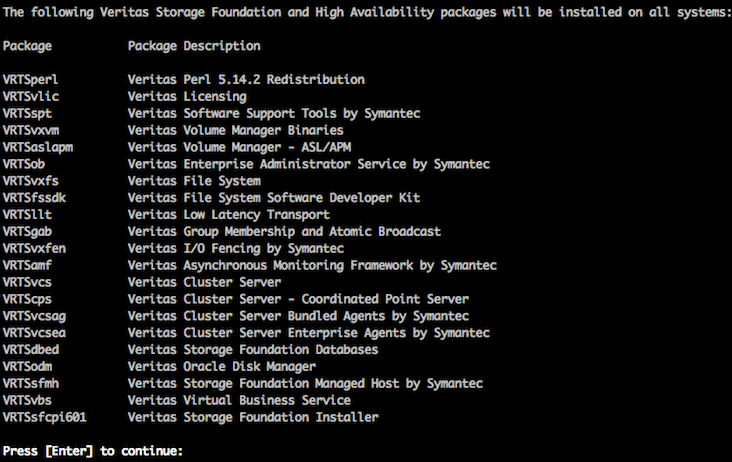 The following Veritas Storage Foundation and High Availability packages will be installed on all systems:
Package Package Description
VRTSperl Veritas Perl 5.14.2 Redistribution
VRTSvlic Veritas Licensing
VRTSspt Veritas Software Support Tools by Symantec
VRTSvxvm Veritas Volume Manager Binaries
VRTSaslapm Veritas Volume Manager - ASL/APM
VRTSob Veritas Enterprise Administrator Service by Symantec
VRTSvxfs Veritas File System
VRTSfssdk Veritas File System Software Developer Kit
VRTSllt Veritas Low Latency Transport
VRTSgab Veritas Group Membership and Atomic Broadcast
VRTSvxfen Veritas I/O Fencing by Symantec
VRTSamf Veritas Asynchronous Monitoring Framework by Symantec
VRTSvcs Veritas Cluster Server
VRTScps Veritas Cluster Server - Coordinated Point Server
VRTSvcsag Veritas Cluster Server Bundled Agents by Symantec
VRTSvcsea Veritas Cluster Server Enterprise Agents by Symantec
VRTSdbed Veritas Storage Foundation Databases
VRTSodm Veritas Oracle Disk Manager
VRTSsfmh Veritas Storage Foundation Managed Host by Symantec
VRTSvbs Veritas Virtual Business Service
VRTSsfcpi601 Veritas Storage Foundation Installer
Press [Enter] to continue: